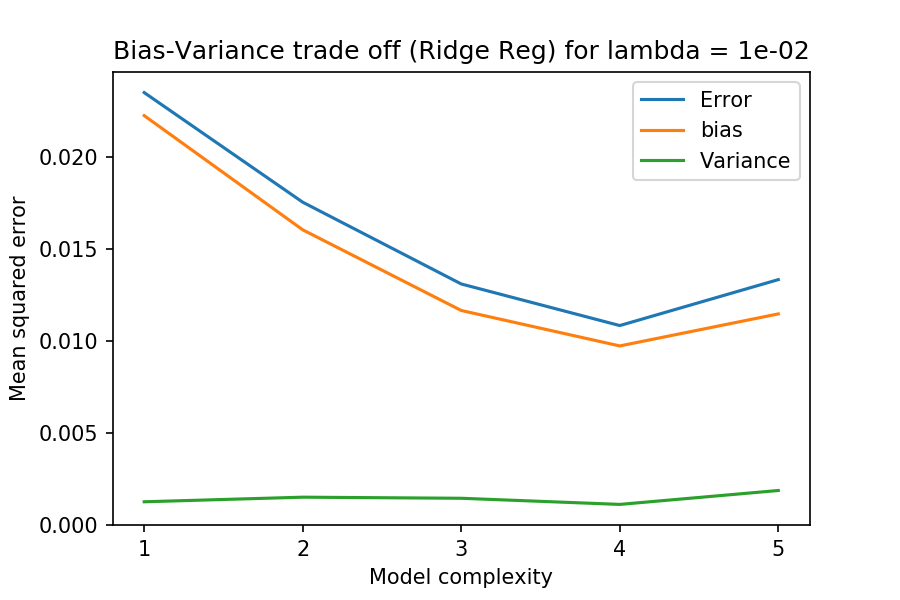 Bias-Variance trade off (Ridge Reg) for lambda = 1e-02
Error
bias
Variance
Mean squared error
0.020
0.015
0.010
0.005
0.000
1 2 3 4 5
Model complexity